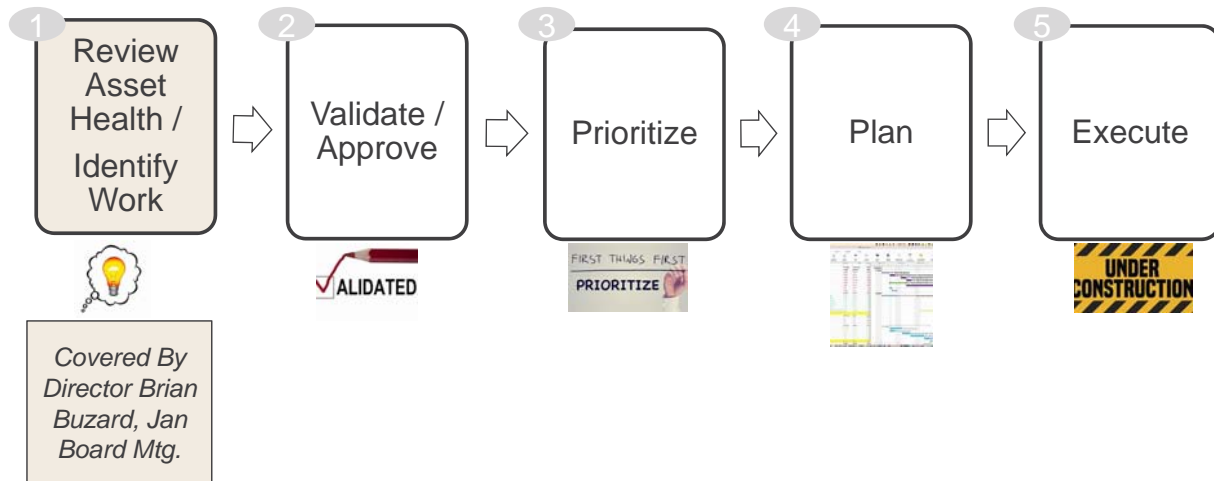 1
Review
Asset
Health /
Identify
Work
2
Validate /
Approve
3
Prioritize
4
Plan
5
Execute
ALIDATED
FIRST THINGS FIRST
PRIORITIZE
UNDER
CONSTRUCTION
Covered By
Director Brian
Buzard, Jan
Board Mtg.